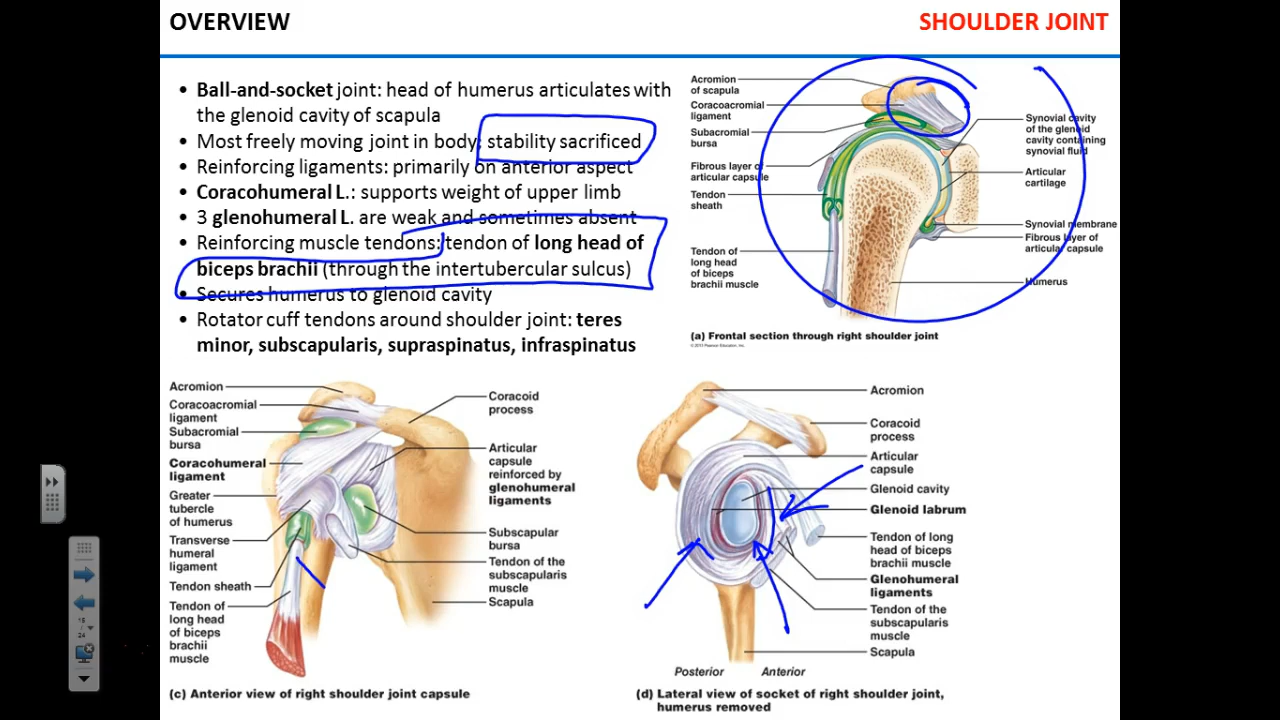 OVERVIEW
SHOULDER JOINT
• Ball-and-socket joint: head of humerus articulates with
the glenoid cavity of scapula
• Most freely moving joint in body: stability sacrificed
• Reinforcing ligaments: primarily on anterior aspect
• Coracohumeral L.: supports weight of upper limb
• 3 glenohumeral L. are weak and sometimes absent
• Reinforcing muscle tendons: tendon of long head of
biceps brachii (through the intertubercular sulcus)
• Secures humerus to glenoid cavity
• Rotator cuff tendons around shoulder joint: teres
minor, subscapularis, supraspinatus, infraspinatus
Acromion
of scapula
Coracoacromial
ligament
Subacromial
bursa
Fibrous layer of
articular capsule
Tendon
sheath
Tendon of
long head
of biceps
brachii muscle
Synovial cavity
of the glenoid
cavity containing
synovial fluid
Articular
cartilage
Synovial membrane
Fibrous layer of
articular capsule
Humerus
(a) Frontal section through right shoulder joint
Acromion
Coracoacromial
ligament
Subacromial
bursa
Coracohumeral
ligament
Greater
tubercle
of humerus
Transverse
humeral
ligament
Tendon sheath
Tendon of
long head
of biceps
brachii
muscle
Coracoid
process
Articular
capsule
reinforced by
glenohumeral
ligaments
Subscapular
bursa
Tendon of the
subscapularis
muscle
Scapula
(c) Anterior view of right shoulder joint capsule
Acromion
Coracoid
process
Articular
capsule
Glenoid cavity
Glenoid labrum
Tendon of long
head of biceps
brachii muscle
Glenohumeral
ligaments
Tendon of the
subscapularis
muscle
Scapula
Posterior
Anterior
(d) Lateral view of socket of right shoulder joint,
humerus removed